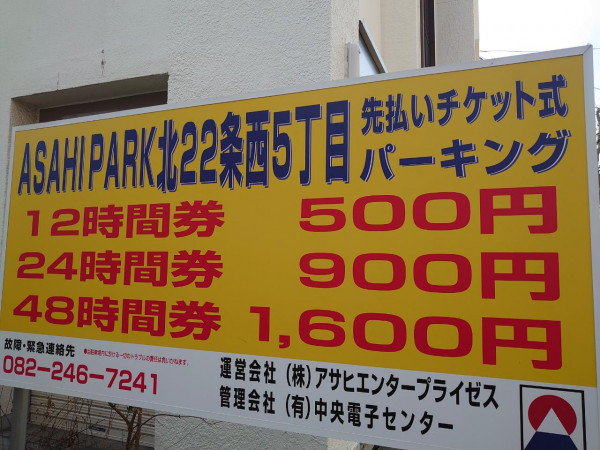 ASAHI PARK北22条西5丁目
先払いチケット式
パーキング
12時間券 500円
24時間券 900円
48時間券 1,600円
故障・緊急連絡先
082-246-7241
運営会社 (株)アサヒエンタープライゼス
管理会社 (有)中央電子センター